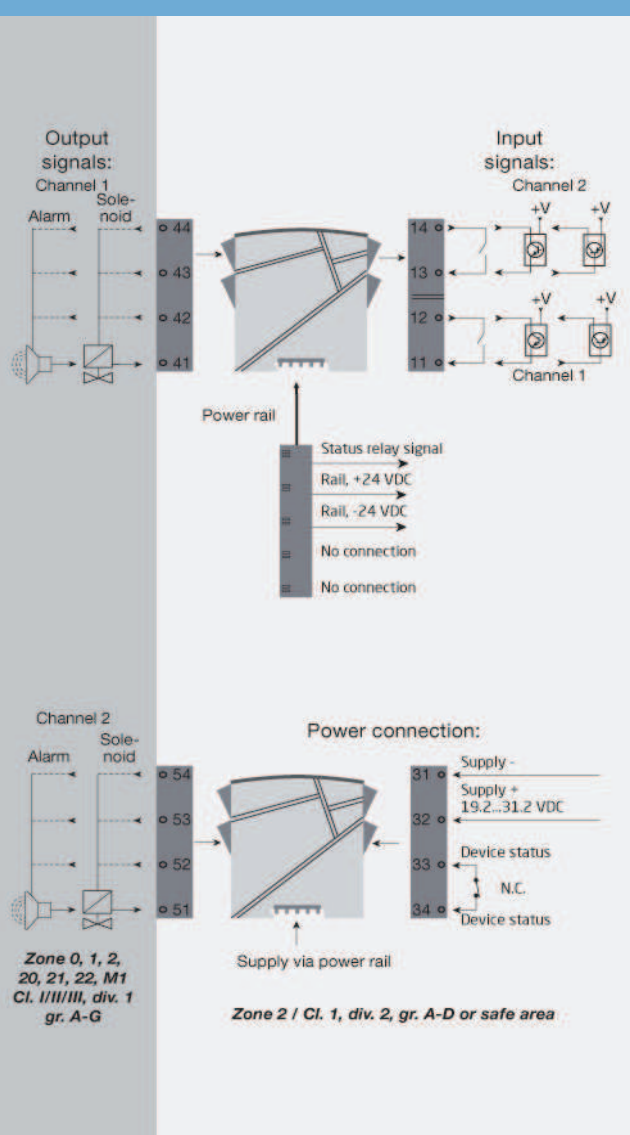 Output
signals:
Channel 1
Alarm
Sole-
noid
44
43
42
41
Input
signals:
Channel 2
+V +V
14
13
12
11
+V +V
Channel 1
Power rail
Status relay signal
Rail, +24 VDC
Rail, -24 VDC
No connection
No connection
Channel 2
Alarm
Sole-
noid
54
53
52
51
Power connection:
31
32
33
34
Supply -
Supply +
19.2...31.2 VDC
Device status
N.C.
Device status
Supply via power rail
Zone 0, 1, 2,
20, 21, 22, M1
Cl. I/II/III, div. 1
gr. A-G
Zone 2 / Cl. 1, div. 2, gr. A-D or safe area